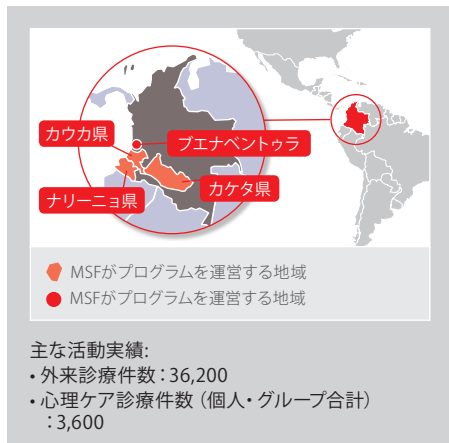 カウカ県
ブエナベントゥラ
ナリーニョ県
カケタ県
MSFがプログラムを運営する地域
MSFがプログラムを運営する地域
主な活動実績:
• 外来診療件数：36,200
• 心理ケア診療件数（個人・グループ合計）
：3,600